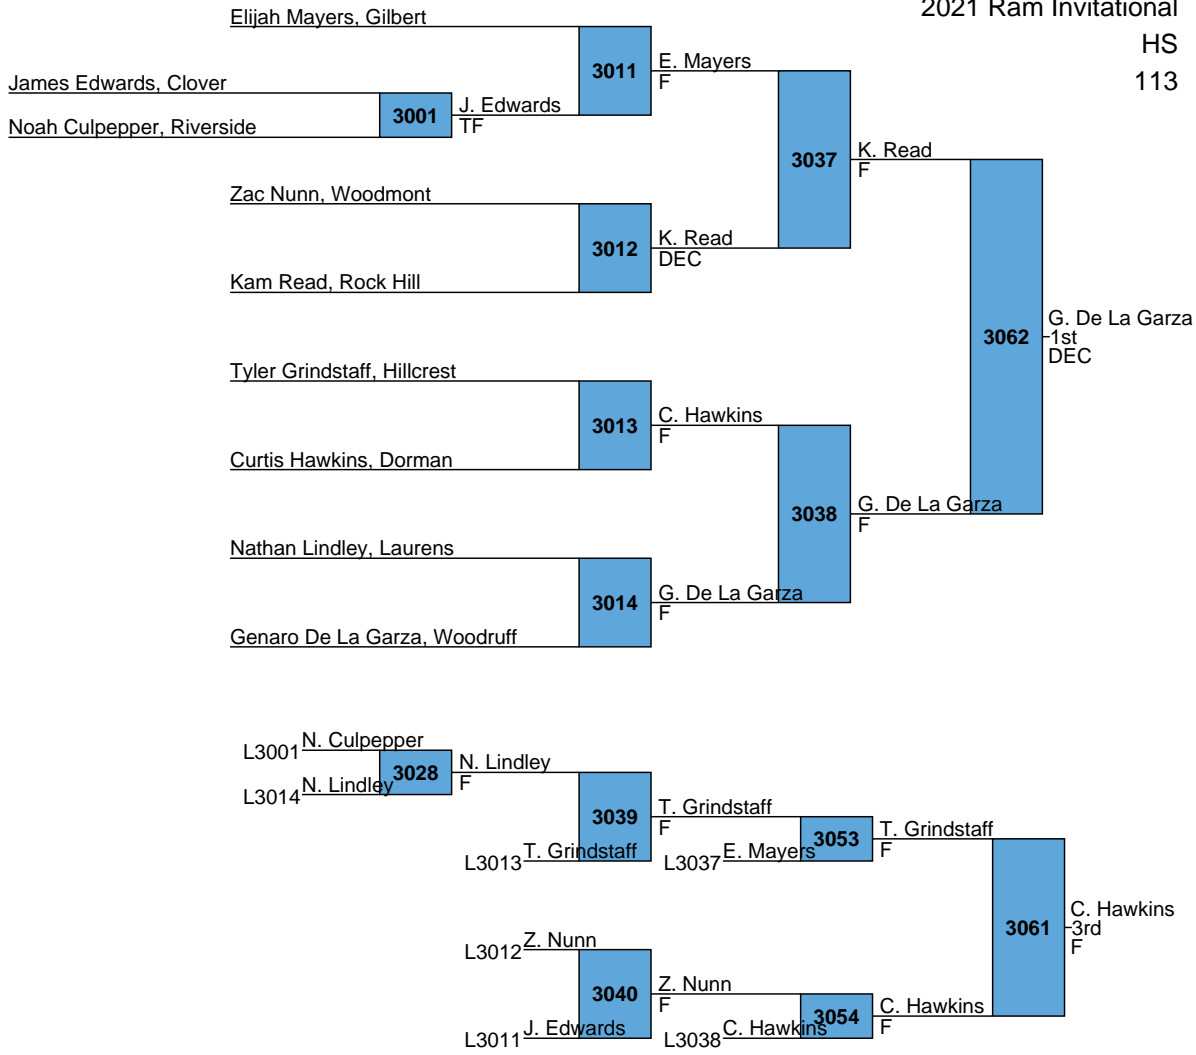 2021 Ram Invitational
HS
113
Elijah Mayers, Gilbert
3011
E. Mayers
F
James Edwards, Clover
3001
J. Edwards
TF
Noah Culpepper, Riverside
3037
K. Read
F
Zac Nunn, Woodmont
3012
K. Read
DEC
Kam Read, Rock Hill
3062
G. De La Garza
1st
DEC
Tyler Grindstaff, Hillcrest
3013
C. Hawkins
F
Curtis Hawkins, Dorman
3038
G. De La Garza
F
Nathan Lindley, Laurens
3014
G. De La Garza
F
Genaro De La Garza, Woodruff
L3001 N. Culpepper
3028
N. Lindley
F
L3014 N. Lindley
3039
T. Grindstaff
F
L3013 T. Grindstaff
L3037 E. Mayers
3053
T. Grindstaff
F
3061
C. Hawkins
3rd
F
L3012 Z. Nunn
3040
Z. Nunn
F
L3011 J. Edwards
L3038 C. Hawkins
3054
C. Hawkins
F